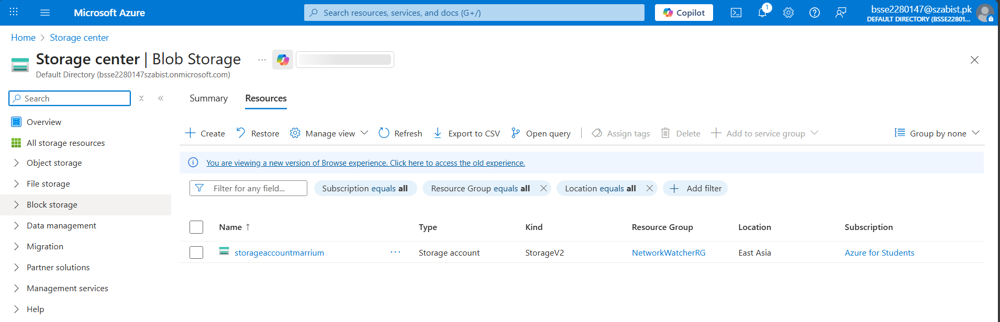 Microsoft Azure
Search resources, services, and docs (G+/)
Copilot
1
bsse2280147@szabist.pk
DEFAULT DIRECTORY (BSSE22801...
Home > Storage center
Storage center | Blob Storage ...
Default Directory (bsse2280147szabist.onmicrosoft.com)
Search
Overview
All storage resources
Object storage
File storage
Block storage
Data management
Migration
Partner solutions
Management services
Help
Summary Resources
Create Restore Manage view Refresh Export to CSV Open query Assign tags Delete Add to service group Group by none
You are viewing a new version of Browse experience. Click here to access the old experience.
Filter for any field... Subscription equals all Resource Group equals all Location equals all Add filter
Name ↑ Type Kind Resource Group Location Subscription
storageaccountmarrium ... Storage account StorageV2 NetworkWatcherRG East Asia Azure for Students